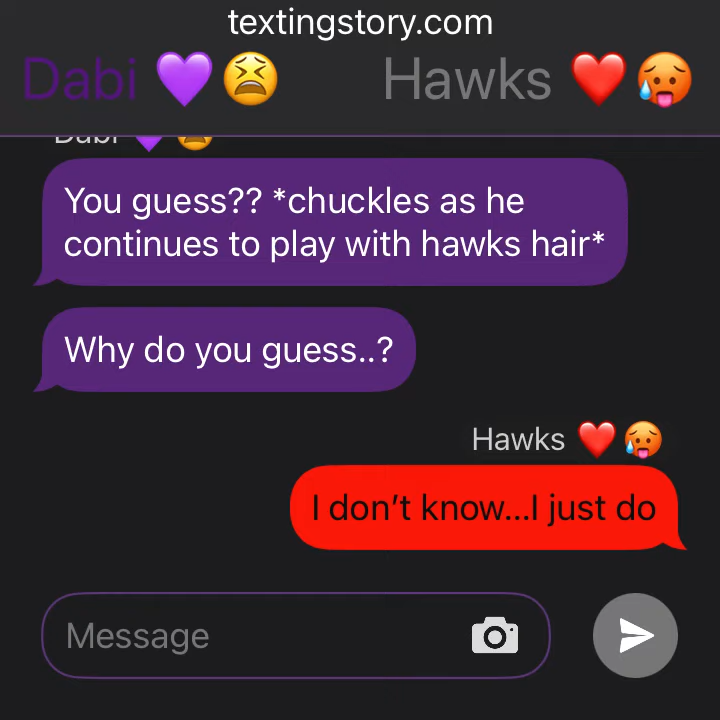 textingstory.com
Dabi 💜😫 Hawks ❤️🥵
Dabi 💜😫
You guess?? *chuckles as he
continues to play with hawks hair*
Why do you guess..?
Hawks ❤️🥵
I don’t know...I just do
Message